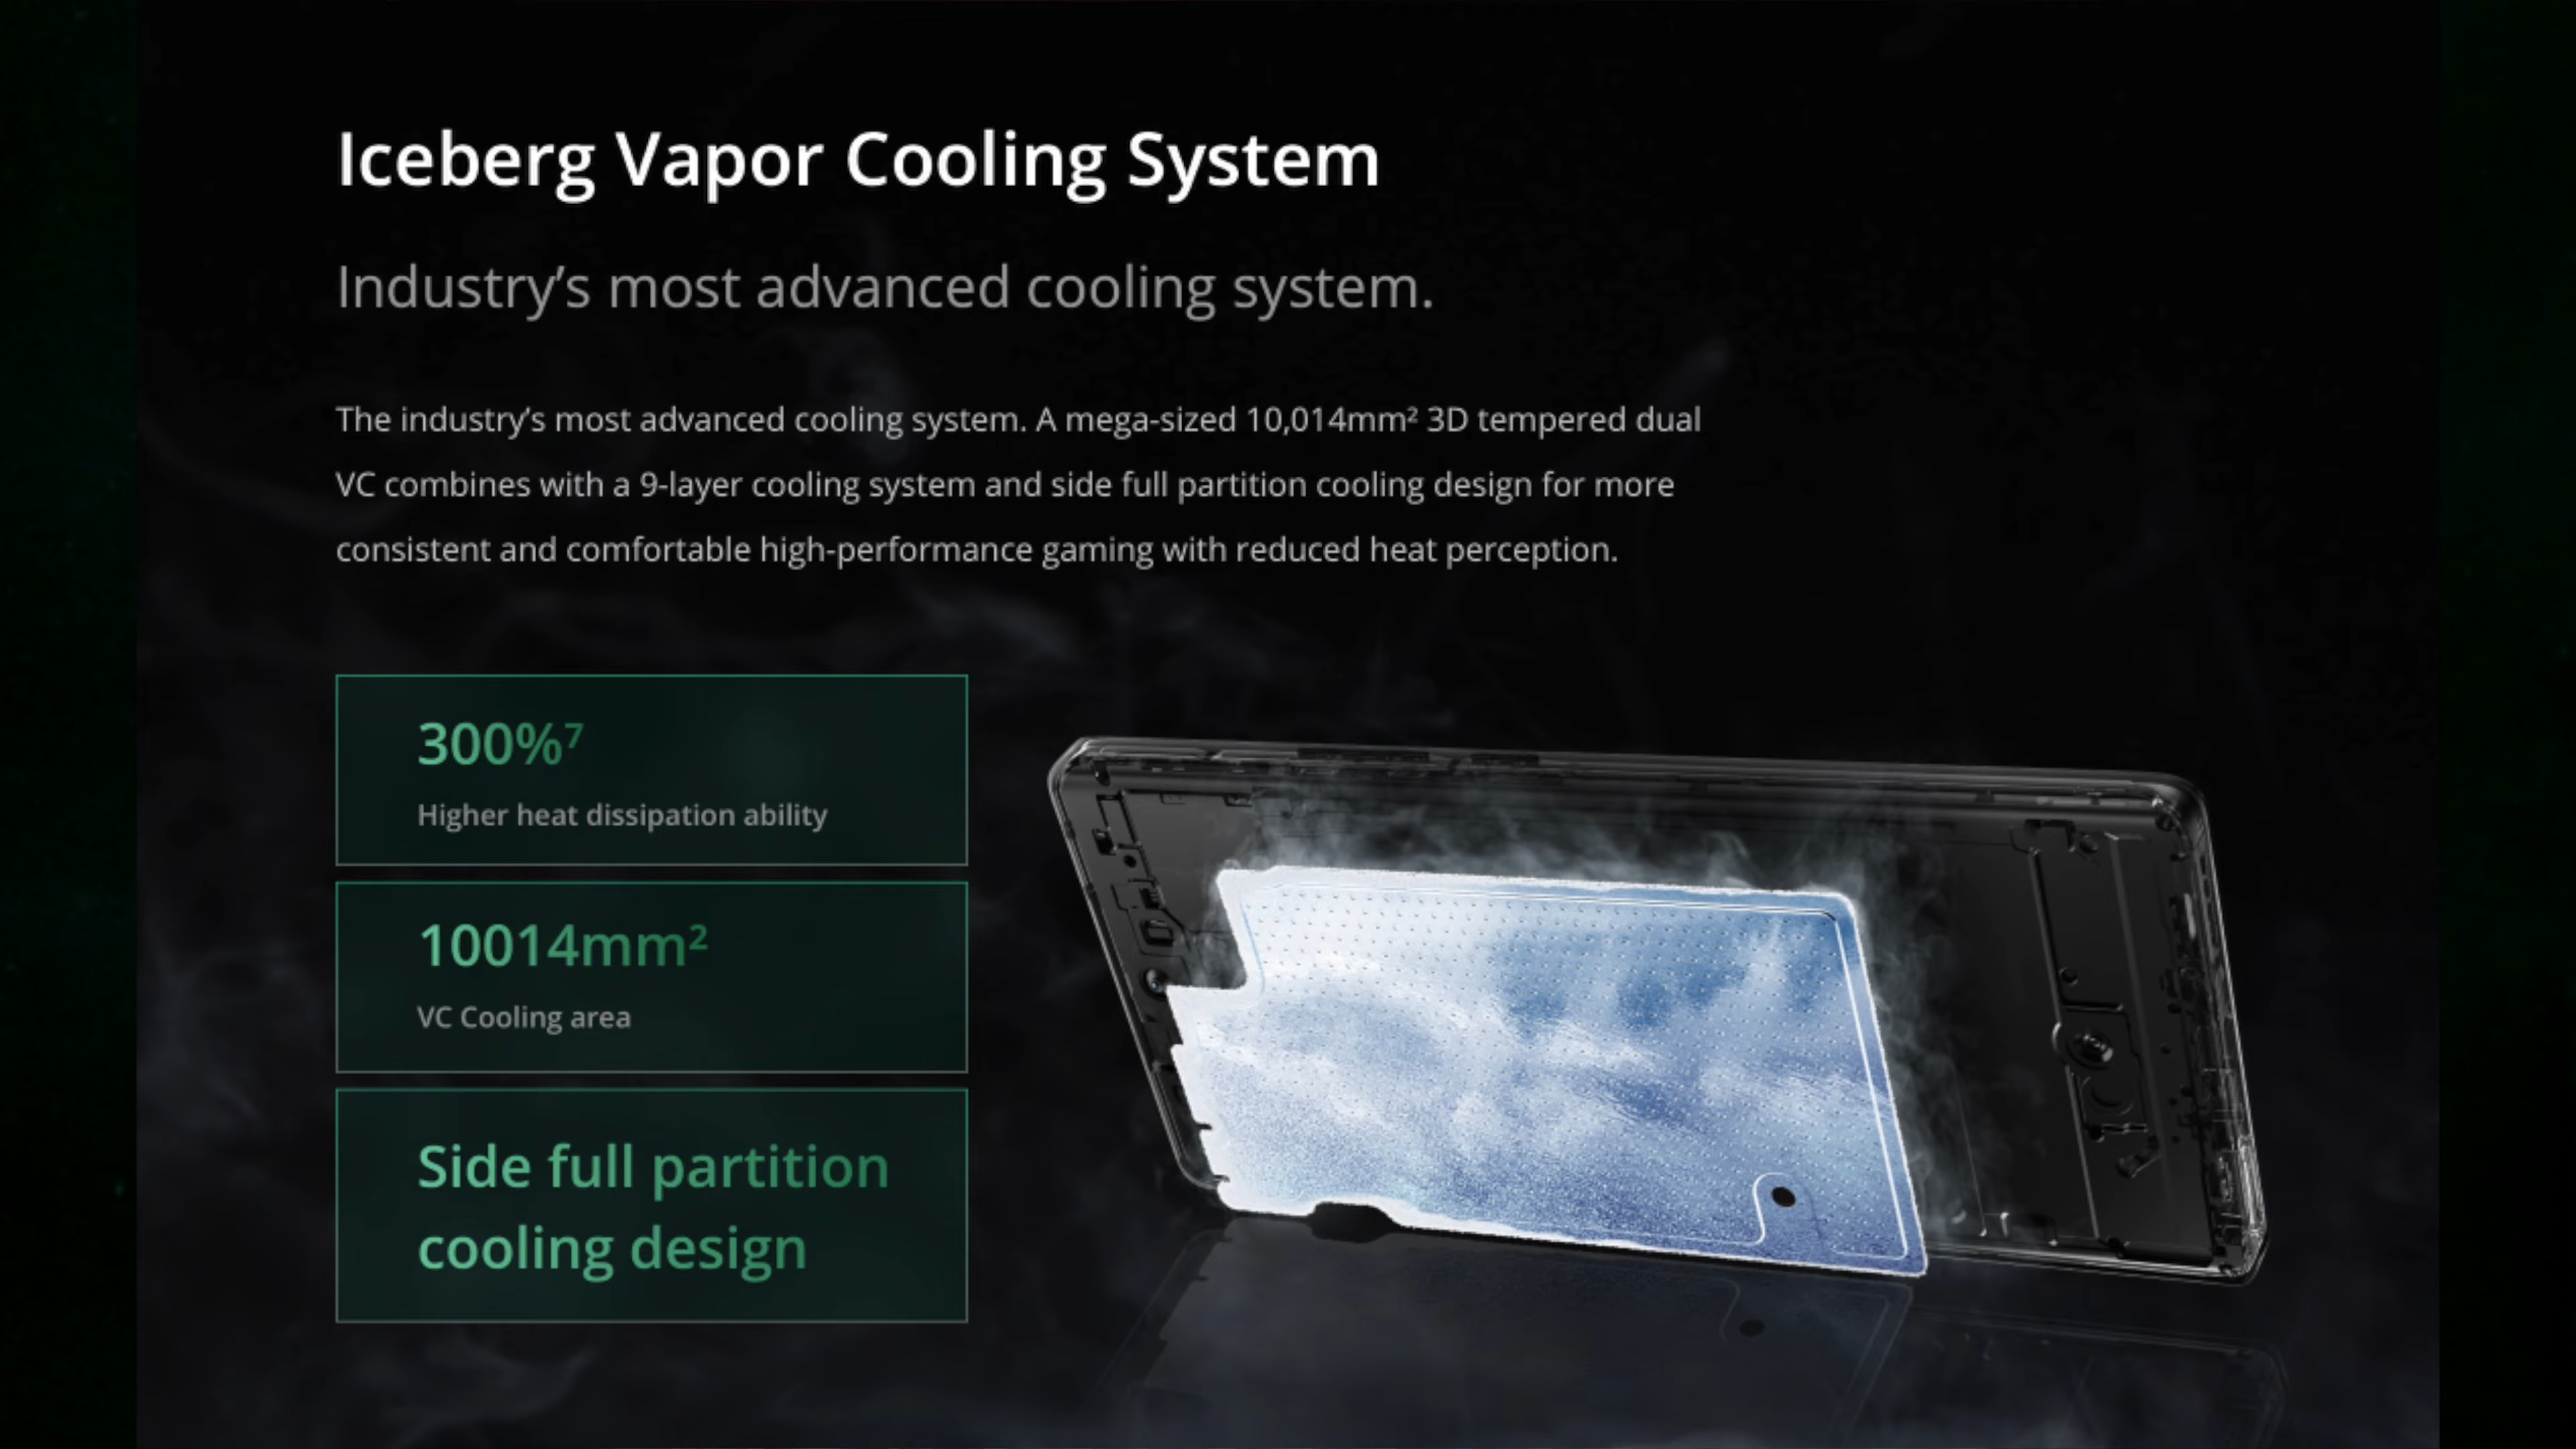 Iceberg Vapor Cooling System
Industry’s most advanced cooling system.
The industry’s most advanced cooling system. A mega-sized 10,014mm² 3D tempered dual
VC combines with a 9-layer cooling system and side full partition cooling design for more
consistent and comfortable high-performance gaming with reduced heat perception.
300%⁷
Higher heat dissipation ability
10014mm²
VC Cooling area
Side full partition
cooling design